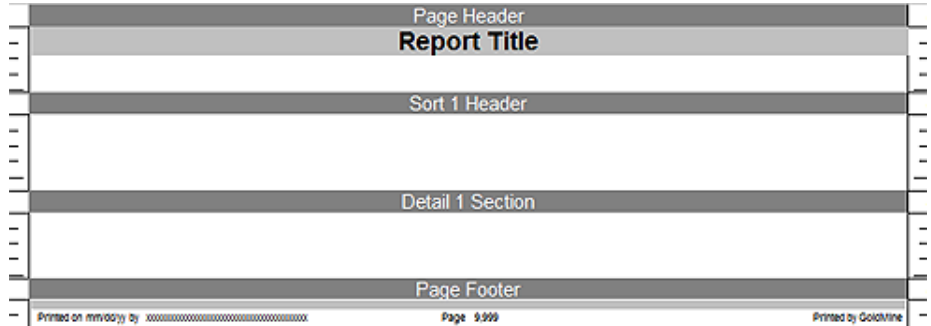 Page Header
Report Title
Sort 1 Header
Detail 1 Section
Page Footer
Printed on mm/dd/yy by Page 9,999 Printed by GoldMine